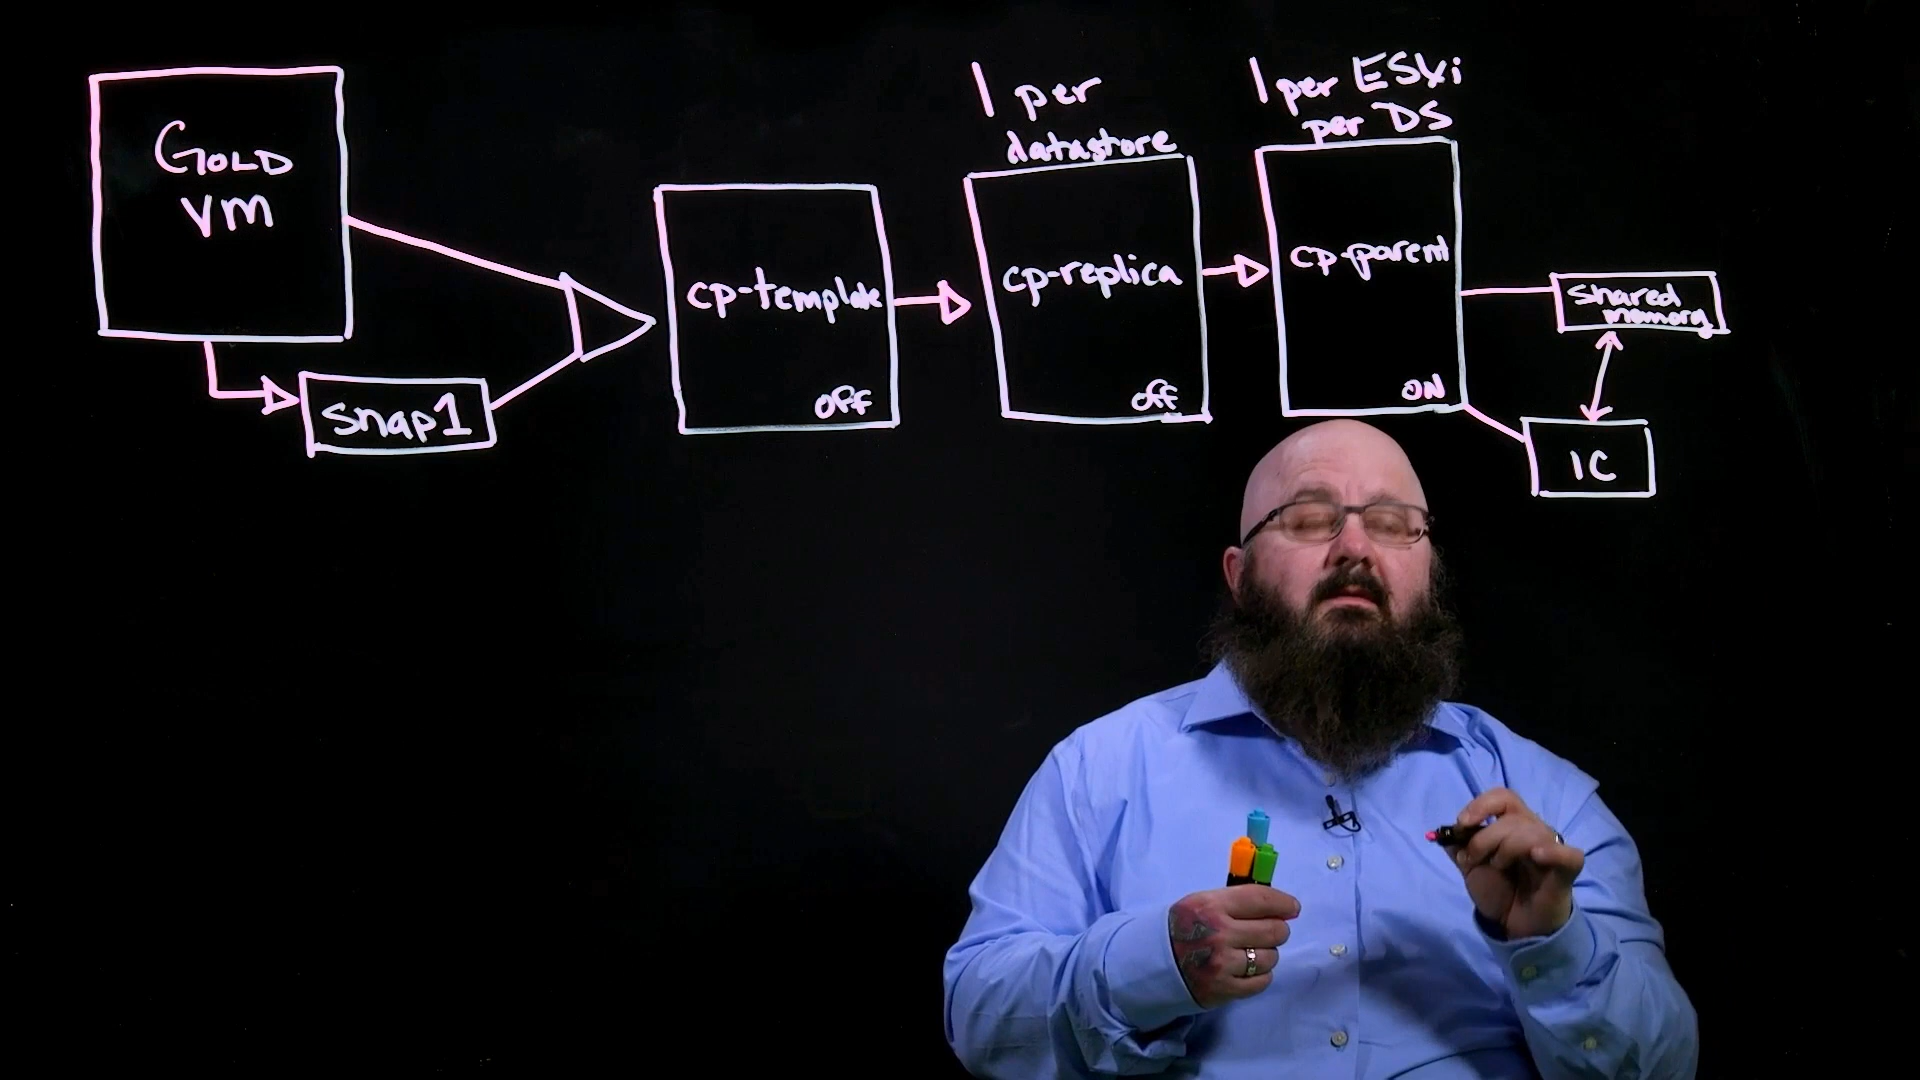 GOLD
VM
snap1
cp-template
off
1 per
datastore
cp-replica
off
1 per ESXi
per DS
cp-parent
ON
shared
memory
IC